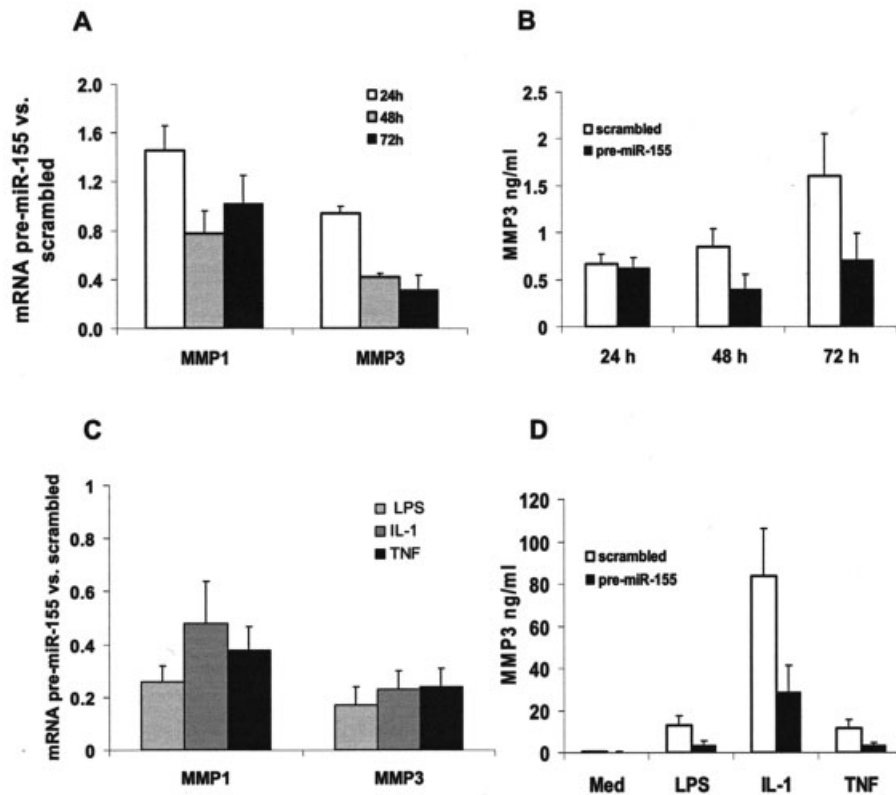 A
mRNA pre-miR-155 vs.
scrambled
2.0
1.6
1.2
0.8
0.4
0.0
24h
48h
72h
MMP1
MMP3
B
MMP3 ng/ml
2.5
2
1.5
1
0.5
0
scrambled
pre-miR-155
24 h
48 h
72 h
C
mRNA pre-miR-155 vs. scrambled
1
0.8
0.6
0.4
0.2
0
LPS
IL-1
TNF
MMP1
MMP3
D
MMP3 ng/ml
120
100
80
60
40
20
0
scrambled
pre-miR-155
Med
LPS
IL-1
TNF